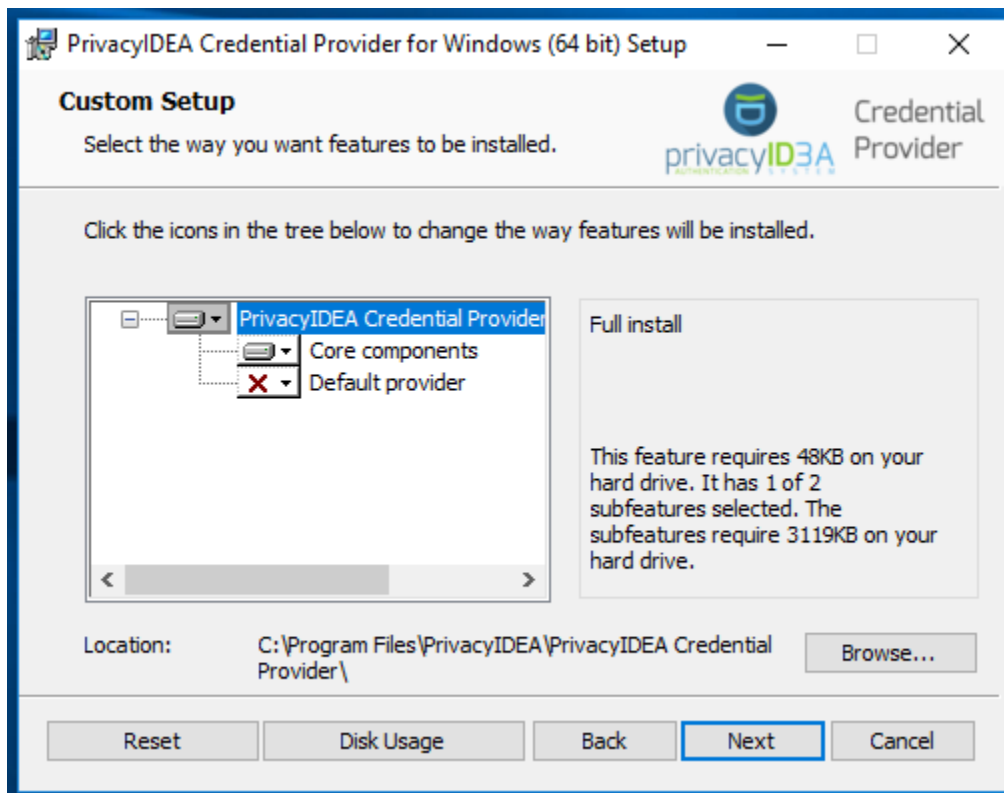 PrivacyIDEA Credential Provider for Windows (64 bit) Setup
Custom Setup
Select the way you want features to be installed.
privacyID3A
AUTHENTICATION SYSTEM
Credential
Provider
Click the icons in the tree below to change the way features will be installed.
PrivacyIDEA Credential Provider
Core components
Default provider
Full install
This feature requires 48KB on your
hard drive. It has 1 of 2
subfeatures selected. The
subfeatures require 3119KB on your
hard drive.
Location:
C:\Program Files\PrivacyIDEA\PrivacyIDEA Credential
Provider\
Browse...
Reset
Disk Usage
Back
Next
Cancel